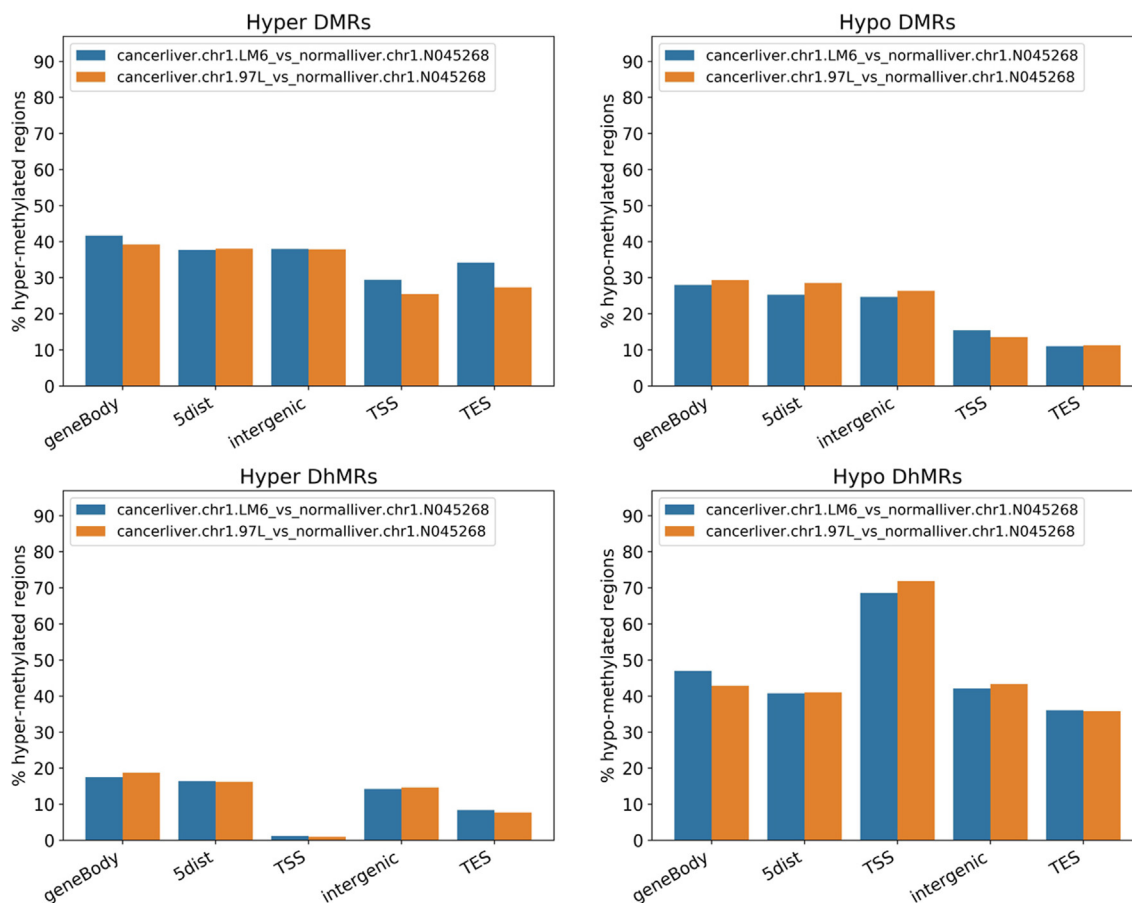 Hyper DMRs
cancerliver.chr1.LM6_vs_normalliver.chr1.N045268
cancerliver.chr1.97L_vs_normalliver.chr1.N045268
% hyper-methylated regions
90
80
70
60
50
40
30
20
10
0
geneBody
5dist
intergenic
TSS
TES
Hypo DMRs
cancerliver.chr1.LM6_vs_normalliver.chr1.N045268
cancerliver.chr1.97L_vs_normalliver.chr1.N045268
% hypo-methylated regions
90
80
70
60
50
40
30
20
10
0
geneBody
5dist
intergenic
TSS
TES
Hyper DhMRs
cancerliver.chr1.LM6_vs_normalliver.chr1.N045268
cancerliver.chr1.97L_vs_normalliver.chr1.N045268
% hyper-methylated regions
90
80
70
60
50
40
30
20
10
0
geneBody
5dist
TSS
intergenic
TES
Hypo DhMRs
cancerliver.chr1.LM6_vs_normalliver.chr1.N045268
cancerliver.chr1.97L_vs_normalliver.chr1.N045268
% hypo-methylated regions
90
80
70
60
50
40
30
20
10
0
geneBody
5dist
TSS
intergenic
TES